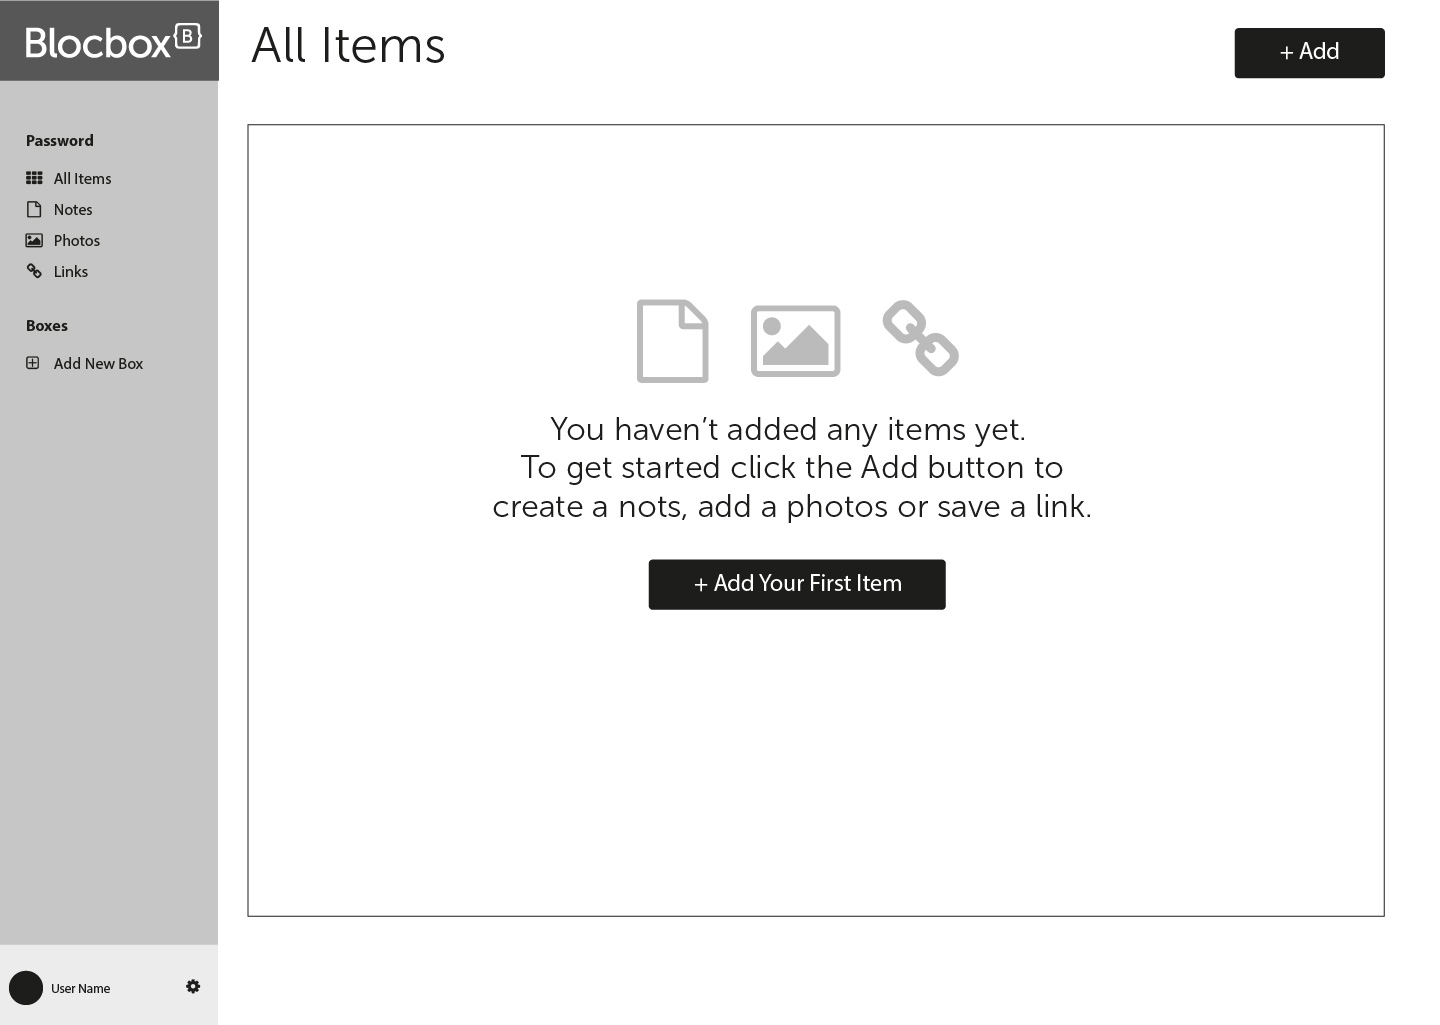 Blocbox B
Password
All Items
Notes
Photos
Links
Boxes
Add New Box
User Name
All Items
+ Add
You haven’t added any items yet.
To get started click the Add button to
create a nots, add a photos or save a link.
+ Add Your First Item